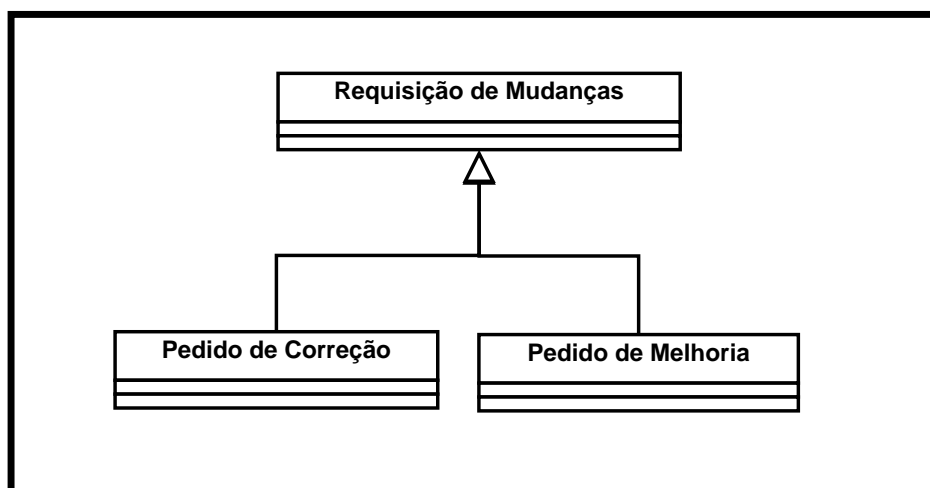 Requisição de Mudanças
Pedido de Correção
Pedido de Melhoria